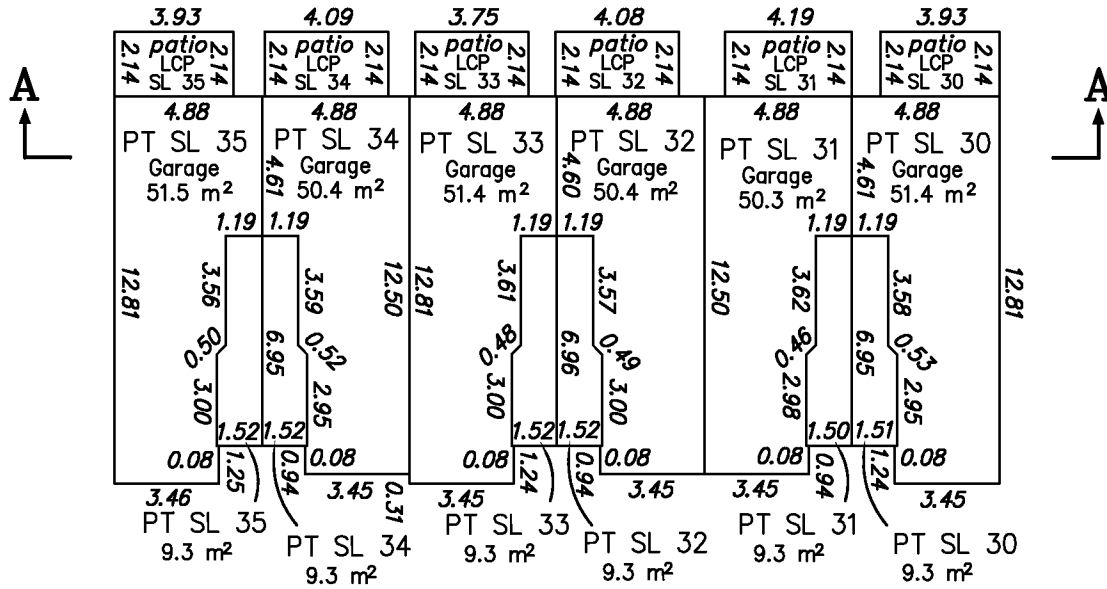 3.93 4.09 3.75 4.08 4.19 3.93
2.14 patio 2.14 2.14 patio 2.14 2.14 patio 2.14 2.14 patio 2.14 2.14 patio 2.14 2.14 patio 2.14
LCP LCP LCP LCP LCP LCP
SL 35 SL 34 SL 33 SL 32 SL 31 SL 30
A A
4.88 4.88 4.88 4.88 4.88 4.88
PT SL 35 PT SL 34 PT SL 33 PT SL 32 PT SL 31 PT SL 30
Garage Garage Garage Garage Garage Garage
51.5 m² 4.61 50.4 m² 51.4 m² 4.60 50.4 m² 50.3 m² 4.61 51.4 m²
1.19 1.19 1.19 1.19 1.19 1.19
12.81 3.56 3.59 12.50 12.81 3.61 3.57 12.50 3.62 3.58 12.81
0.50 6.95 0.52 0.48 6.96 0.49 0.46 6.95 0.53
3.00 2.95 3.00 3.00 2.98 2.95
1.52 1.52 1.52 1.52 1.50 1.51
0.08 1.25 0.94 0.08 0.08 1.24 0.94 0.08 0.08 0.94 1.24 0.08
3.46 3.45 0.31 3.45 3.45 3.45 3.45
PT SL 35 PT SL 34 PT SL 33 PT SL 32 PT SL 31 PT SL 30
9.3 m² 9.3 m² 9.3 m² 9.3 m² 9.3 m² 9.3 m²